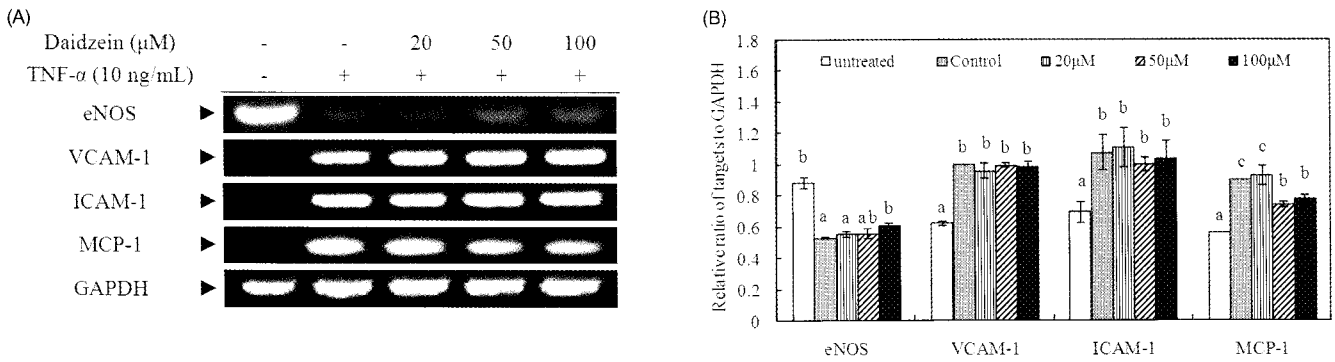 (A)
Daidzein (μM) - - 20 50 100
TNF-α (10 ng/mL) - + + + +
eNOS
VCAM-1
ICAM-1
MCP-1
GAPDH
(B)
Relative ratio of targets to GAPDH
1.8
1.6
1.4
1.2
1
0.8
0.6
0.4
0.2
0
untreated Control 20μM 50μM 100μM
b a a ab b
a b b b b
a b b b b
a c c b b
eNOS VCAM-1 ICAM-1 MCP-1